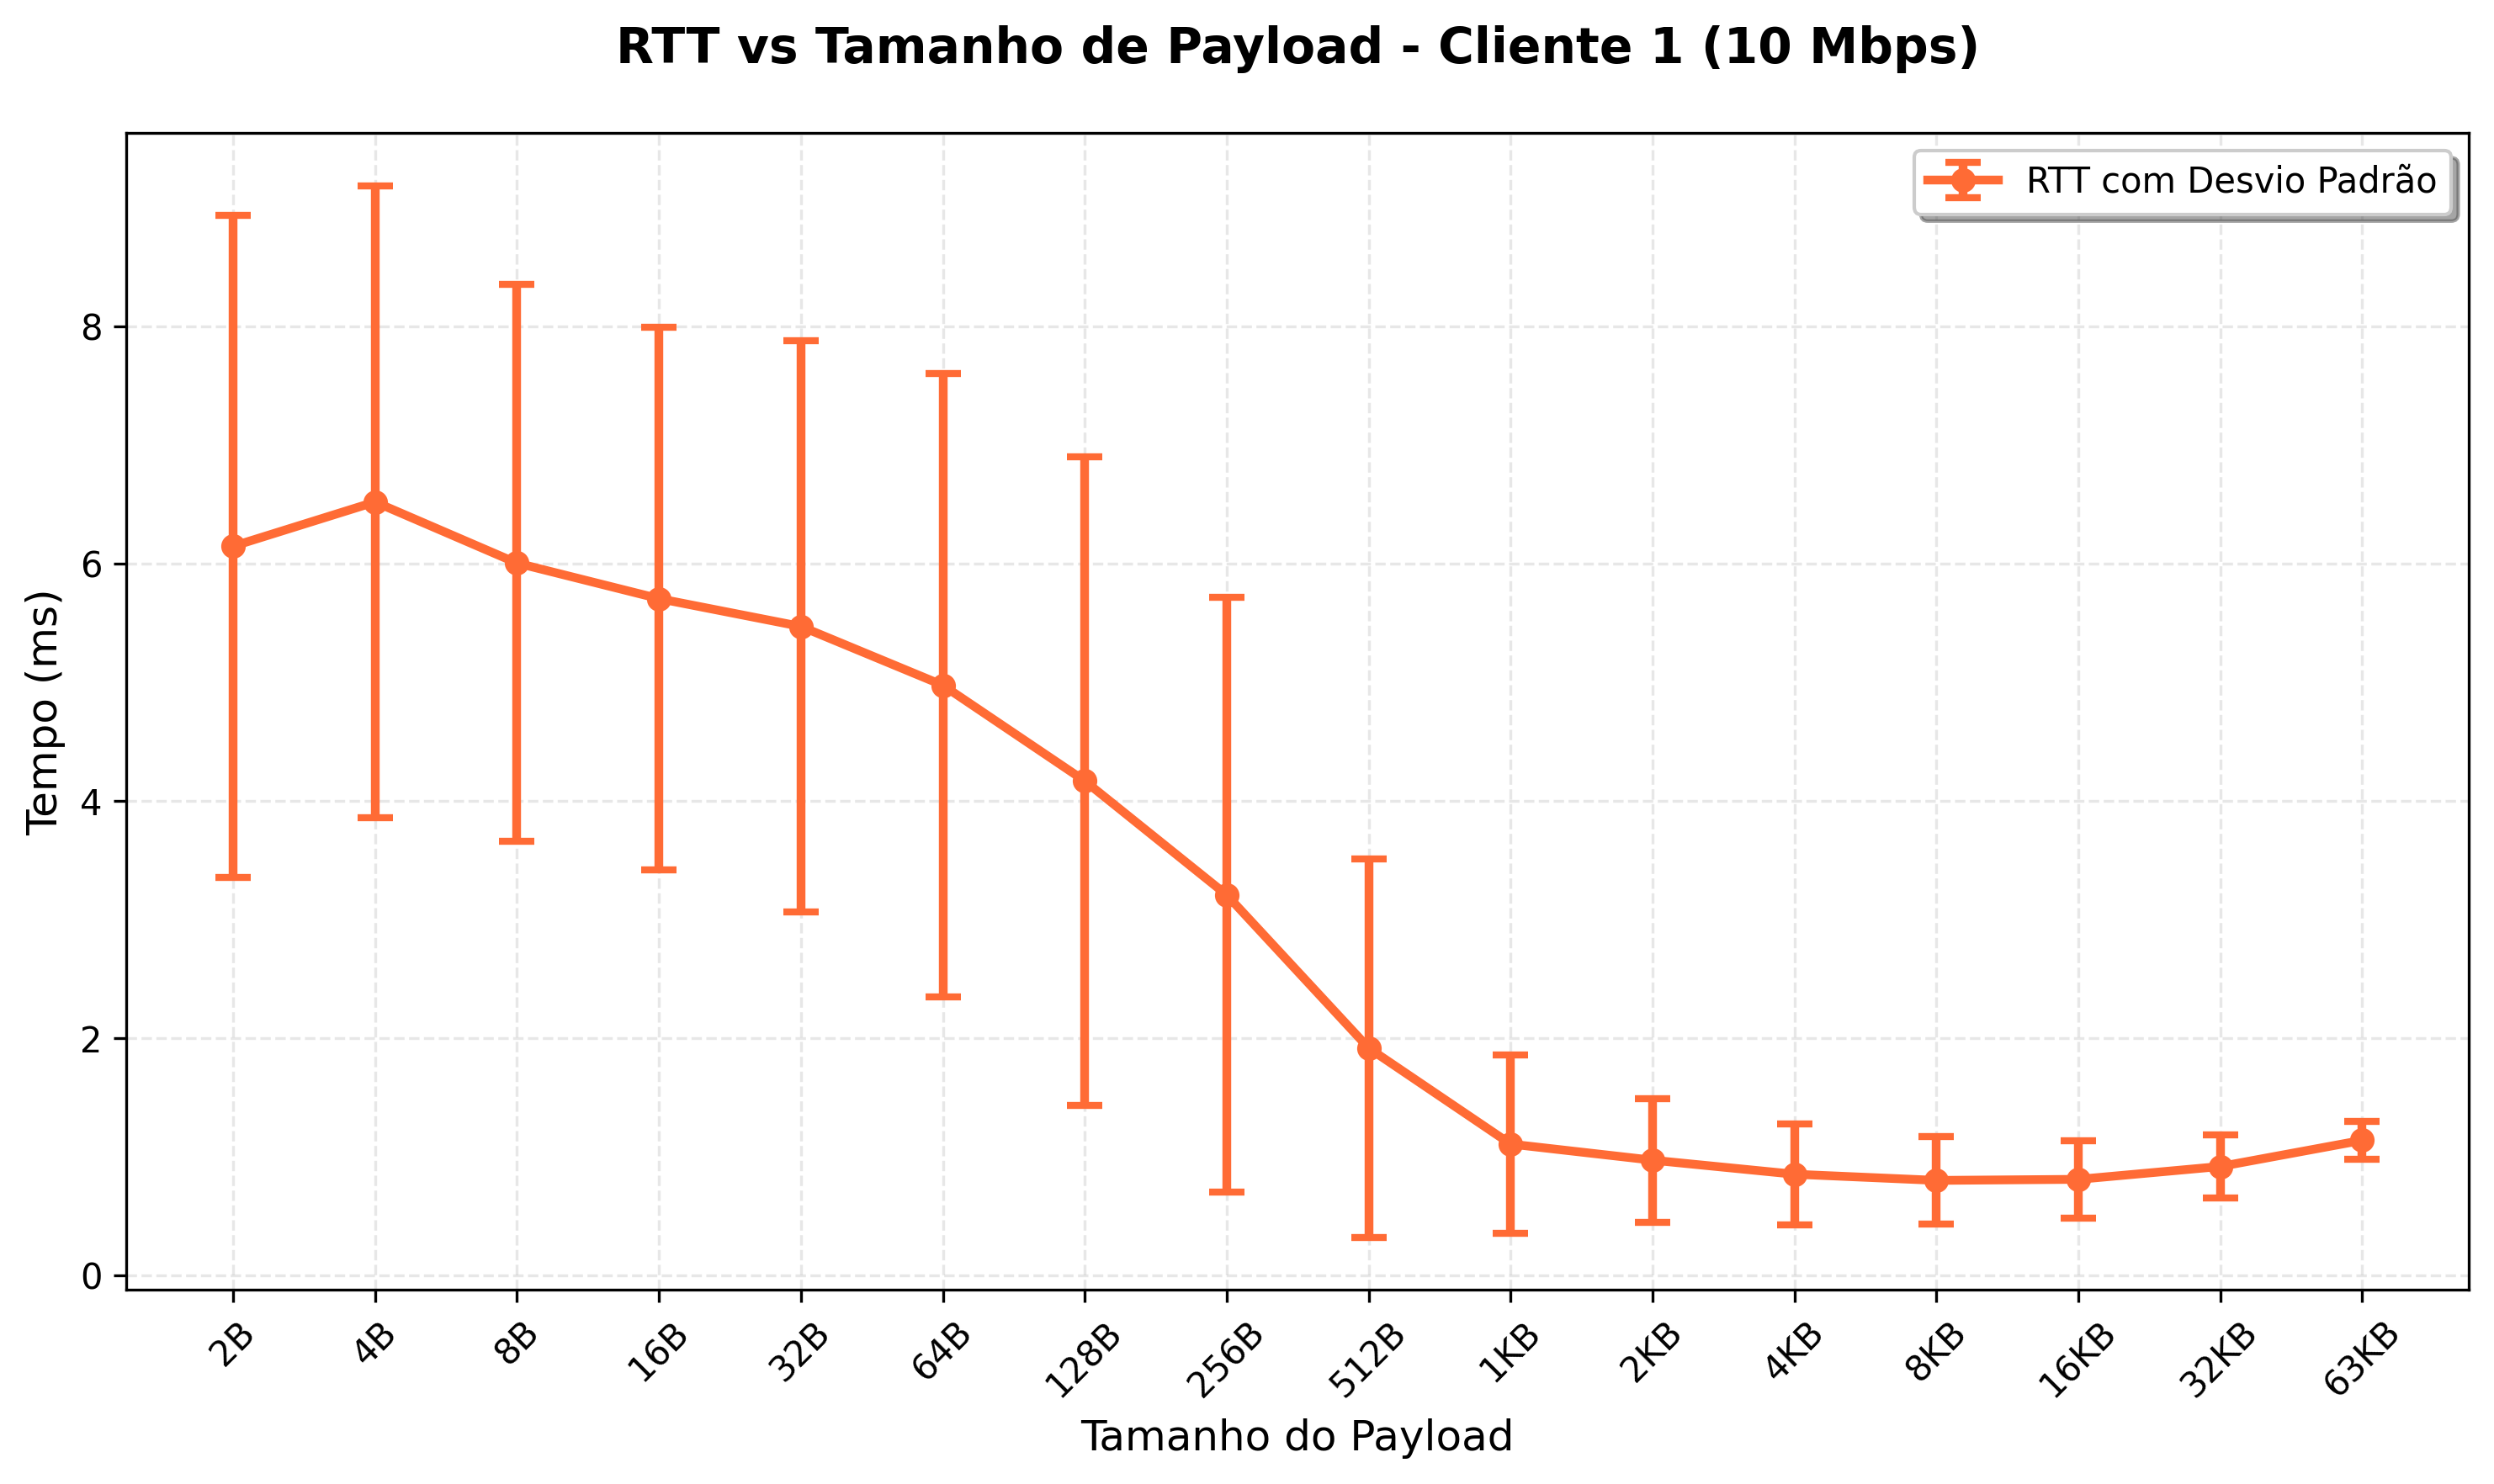 RTT vs Tamanho de Payload - Cliente 1 (10 Mbps)
RTT com Desvio Padrão
Tempo (ms)
8
6
4
2
0
2B
4B
8B
16B
32B
64B
128B
256B
512B
1KB
2KB
4KB
8KB
16KB
32KB
63KB
Tamanho do Payload